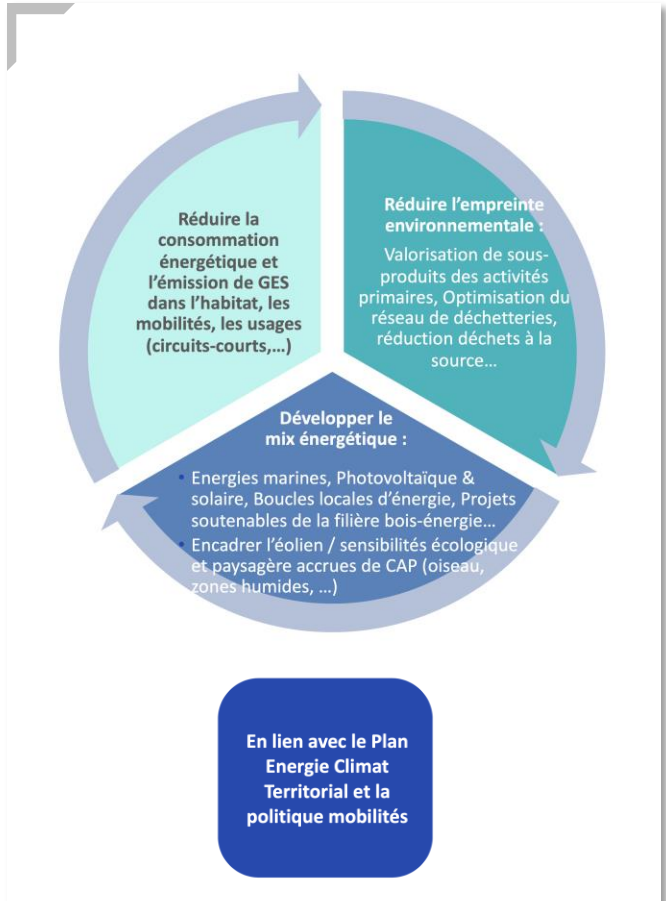 Réduire la
consommation
énergétique et
l'émission de GES
dans l'habitat, les
mobilités, les usages
(circuits-courts,...)
Réduire l'empreinte
environnementale :
Valorisation de sous-
produits des activités
primaires, Optimisation du
réseau de déchetteries,
réduction déchets à la
source...
Développer le
mix énergétique :
• Energies marines, Photovoltaïque &
solaire, Boucles locales d'énergie, Projets
soutenables de la filière bois-énergie...
• Encadrer l'éolien / sensibilités écologique
et paysagère accrues de CAP (oiseau,
zones humides, ...)
En lien avec le Plan
Energie Climat
Territorial et la
politique mobilités